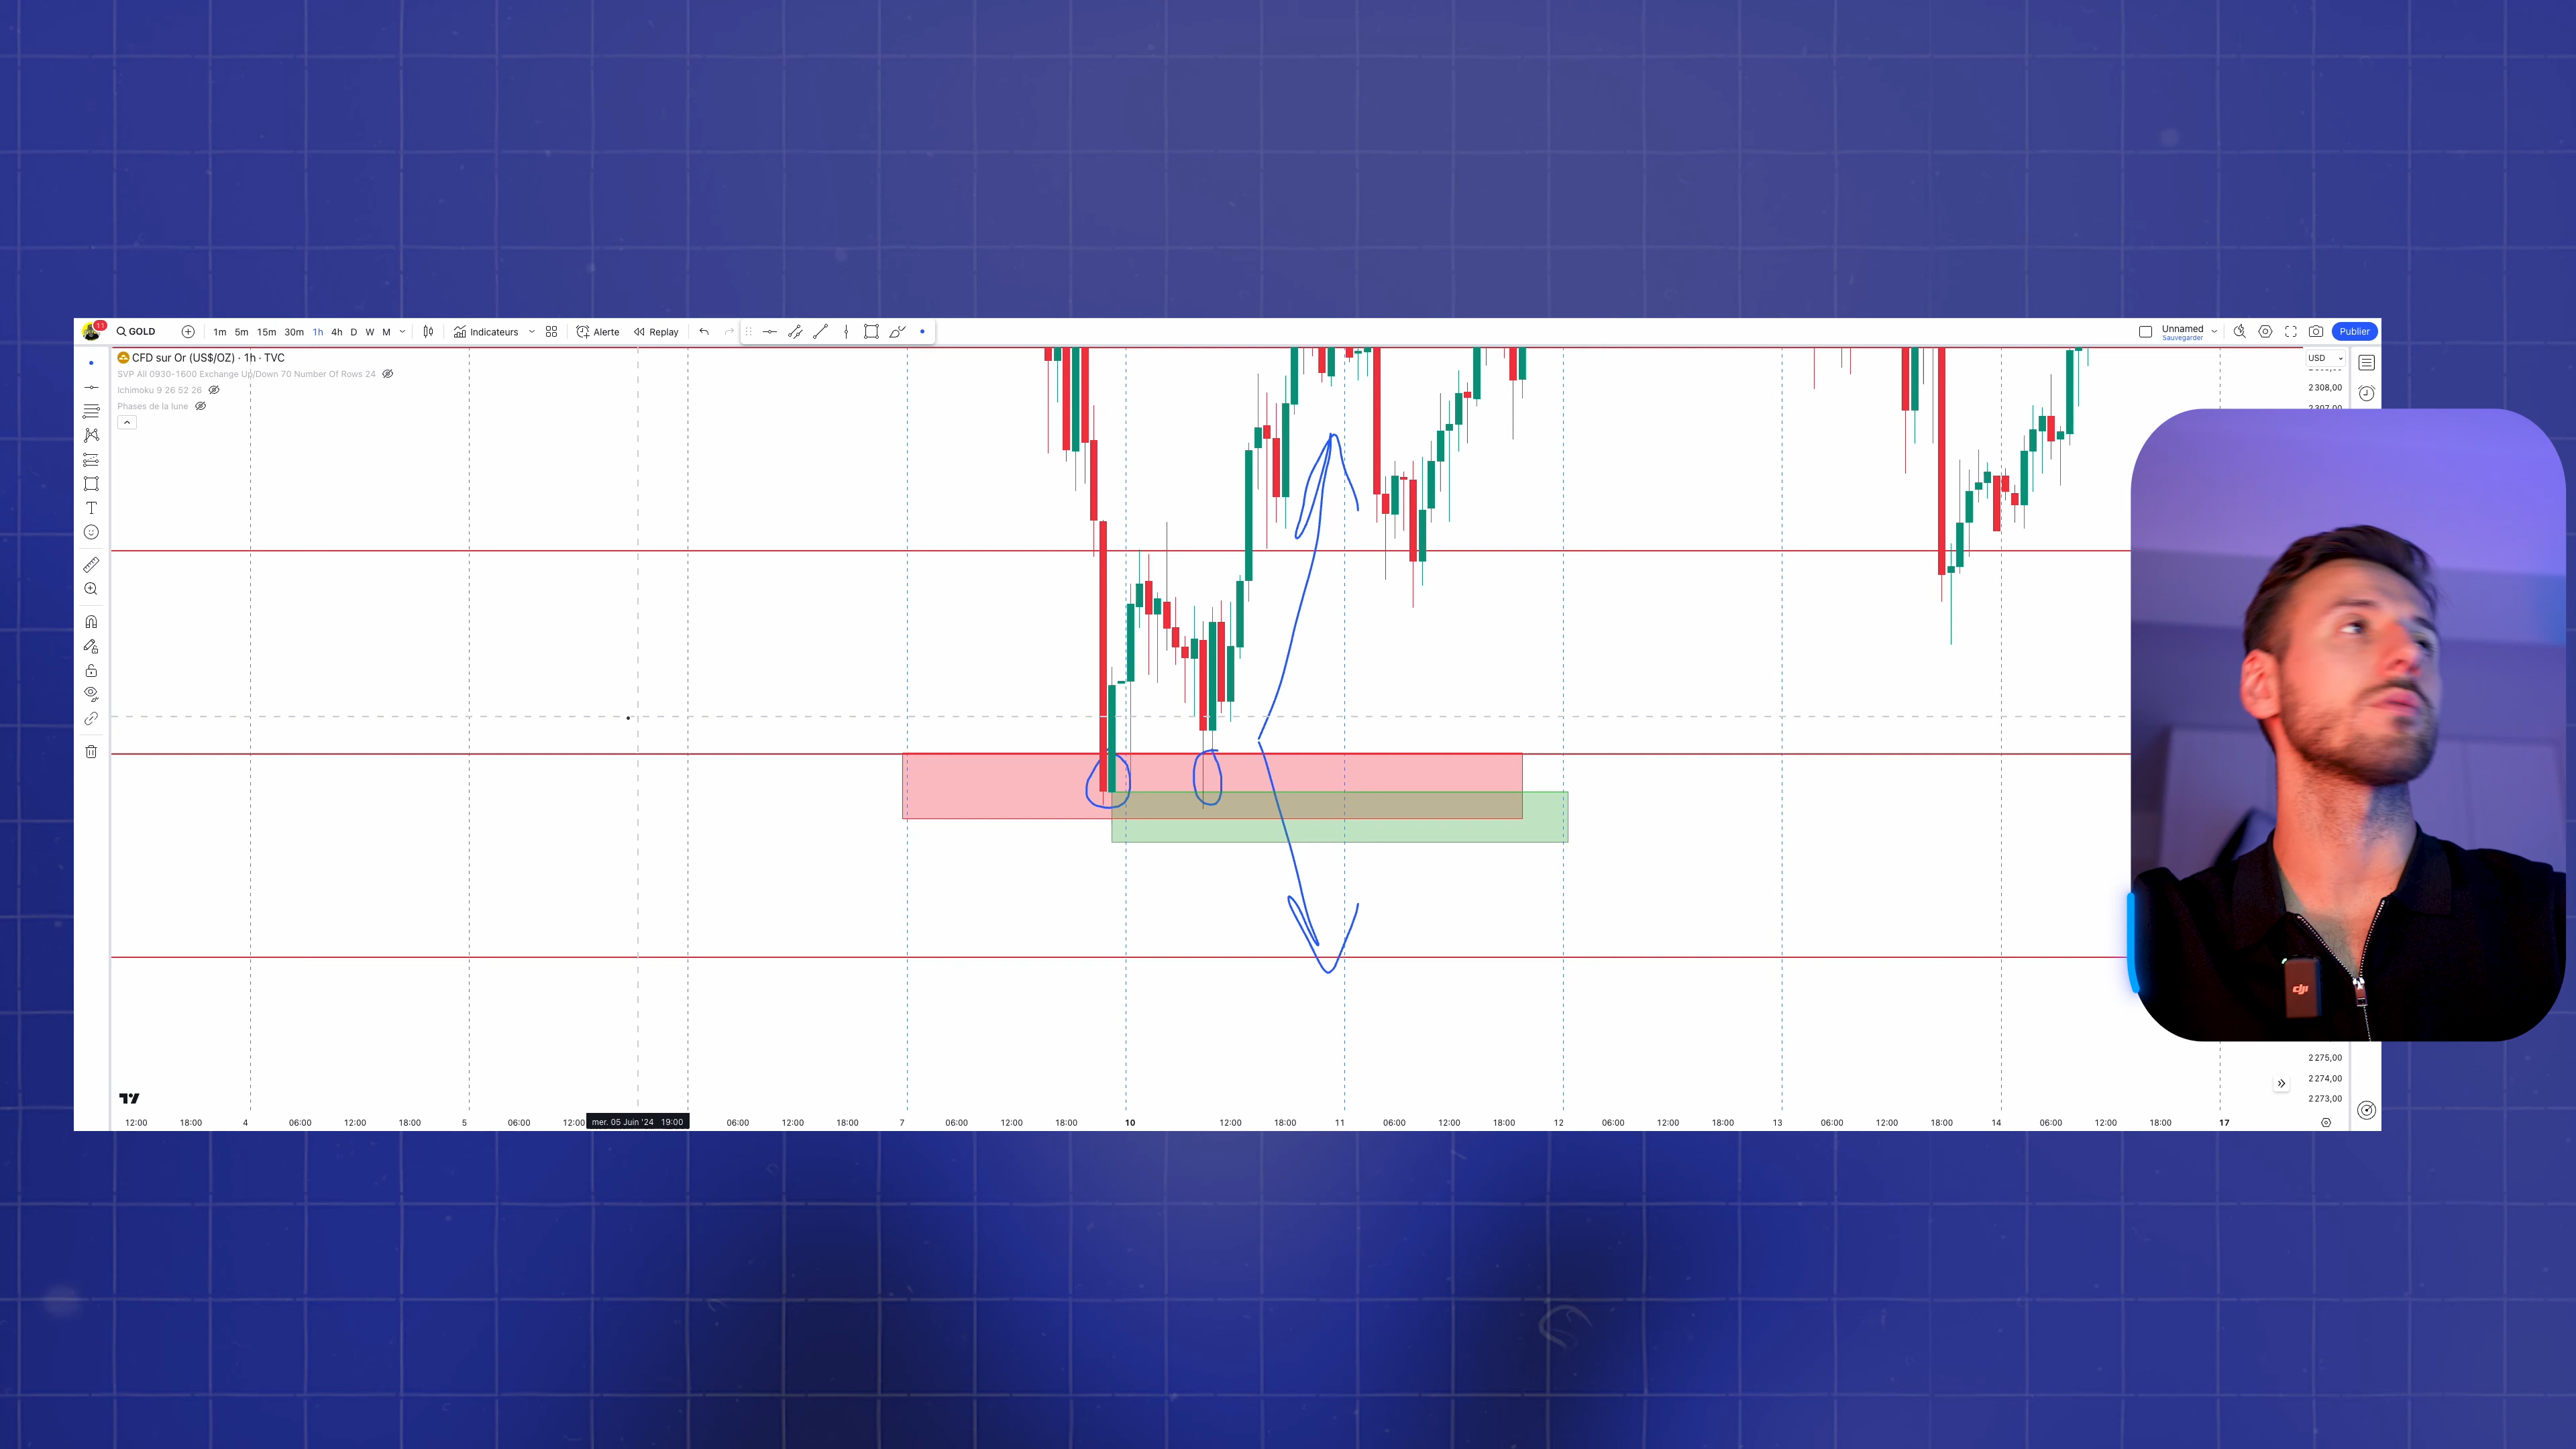 11
GOLD
1m 5m 15m 30m 1h 4h D W M
Indicateurs
Alerte
Replay
Unnamed
Sauvegarder
Publier
CFD sur Or (US$/OZ) · 1h · TVC
SVP All 0930-1600 Exchange Up/Down 70 Number Of Rows 24
Ichimoku 9 26 52 26
Phases de la lune
USD
2 308,00
2 307,00
dji
2 275,00
2 274,00
2 273,00
12:00 18:00 4 06:00 12:00 18:00 5 06:00 12:00 mer. 05 Juin '24 19:00 06:00 12:00 18:00 7 06:00 12:00 18:00 10 12:00 18:00 11 06:00 12:00 18:00 12 06:00 12:00 18:00 13 06:00 12:00 18:00 14 06:00 12:00 18:00 17